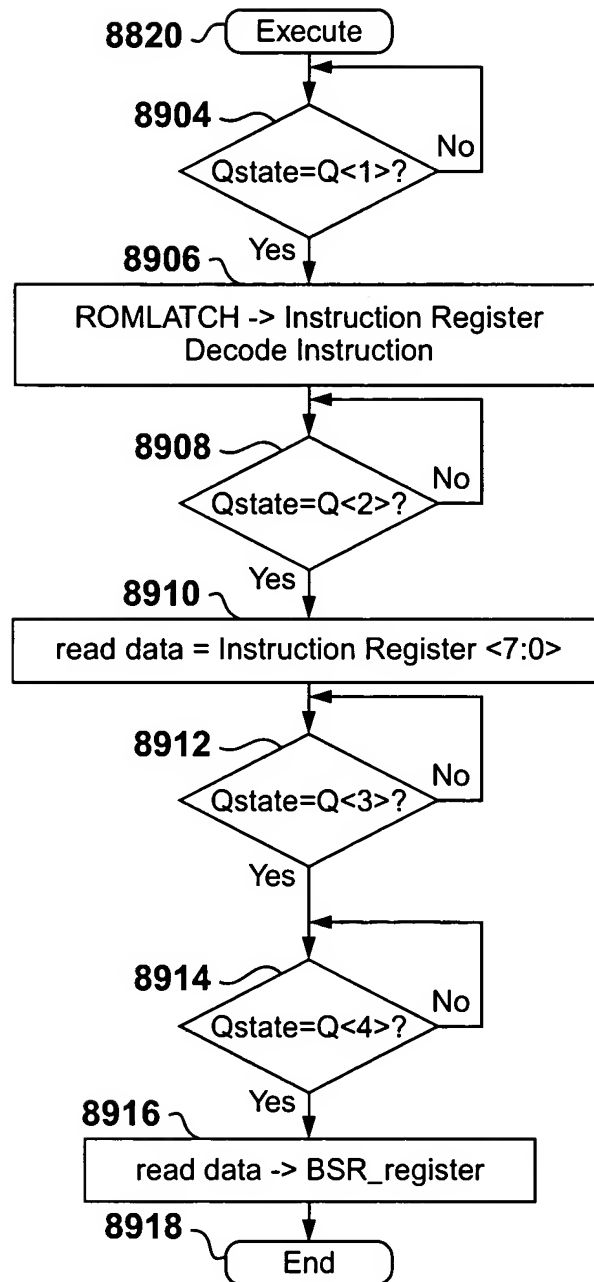 8820
Execute
8904
Qstate=Q<1>?
No
Yes
8906
ROMLATCH -> Instruction Register
Decode Instruction
8908
Qstate=Q<2>?
No
Yes
8910
read data = Instruction Register <7:0>
8912
Qstate=Q<3>?
No
Yes
8914
Qstate=Q<4>?
No
Yes
8916
read data -> BSR_register
8918
End